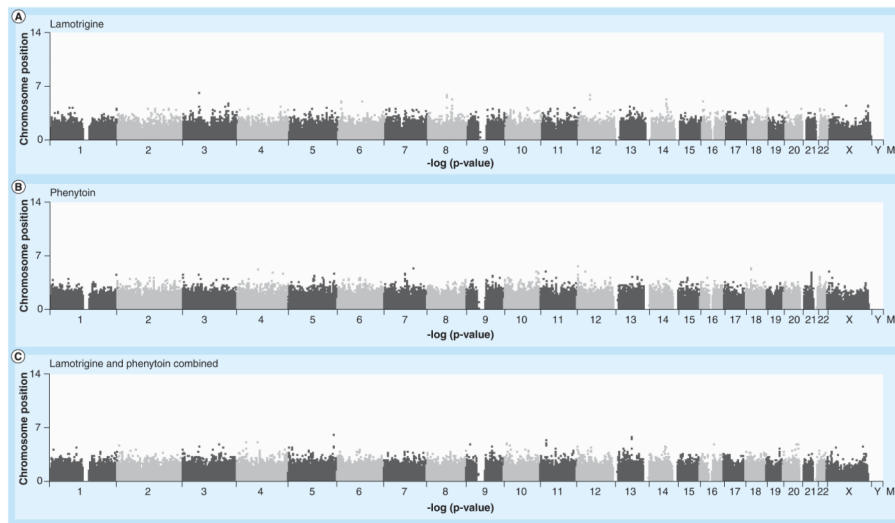 A
Lamotrigine
Chromosome position
14
7
0
1 2 3 4 5 6 7 8 9 10 11 12 13 14 15 16 17 18 19 20 21 22 X Y M
-log (p-value)
B
Phenytoin
Chromosome position
14
7
0
1 2 3 4 5 6 7 8 9 10 11 12 13 14 15 16 17 18 19 20 21 22 X Y M
-log (p-value)
C
Lamotrigine and phenytoin combined
Chromosome position
14
7
0
1 2 3 4 5 6 7 8 9 10 11 12 13 14 15 16 17 18 19 20 21 22 X Y M
-log (p-value)